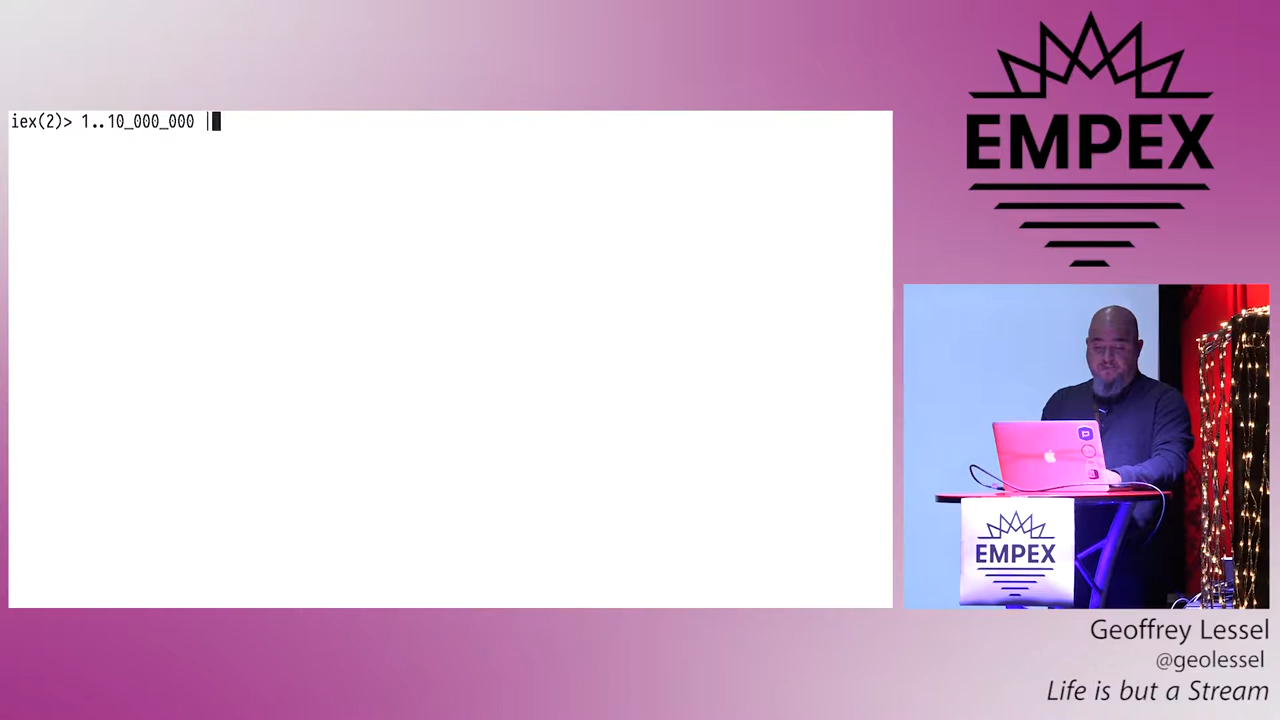 iex(2)> 1..10_000_000 |
EMPEX
EMPEX
Geoffrey Lessel
@geolessel
Life is but a Stream